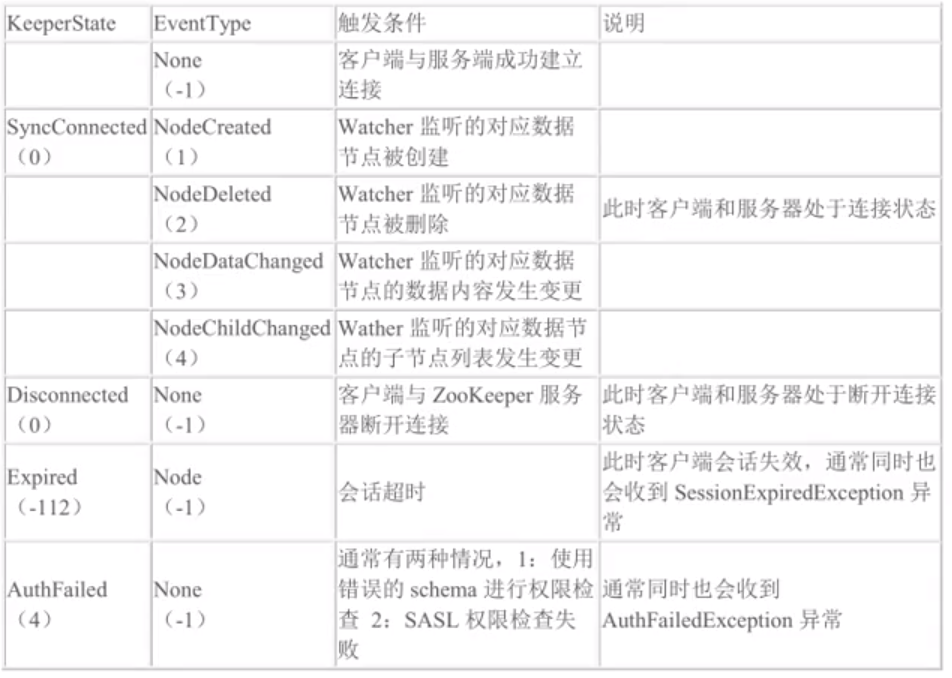 KeeperState EventType 触发条件 说明
None
（-1）
客户端与服务端成功建立
连接
SyncConnected
（0）
NodeCreated
（1）
Watcher 监听的对应数据
节点被创建
NodeDeleted
（2）
Watcher 监听的对应数据
节点被删除
此时客户端和服务器处于连接状态
NodeDataChanged
（3）
Watcher 监听的对应数据
节点的数据内容发生变更
NodeChildChanged
（4）
Wather 监听的对应数据节
点的子节点列表发生变更
Disconnected
（0）
None
（-1）
客户端与 ZooKeeper 服务
器断开连接
此时客户端和服务器处于断开连接
状态
Expired
（-112）
Node
（-1）
会话超时
此时客户端会话失效，通常同时也
会收到 SessionExpiredException 异
常
AuthFailed
（4）
None
（-1）
通常有两种情况，1：使用
错误的 schema 进行权限检
查 2：SASL 权限检查失
败
通常同时也会收到
AuthFailedException 异常